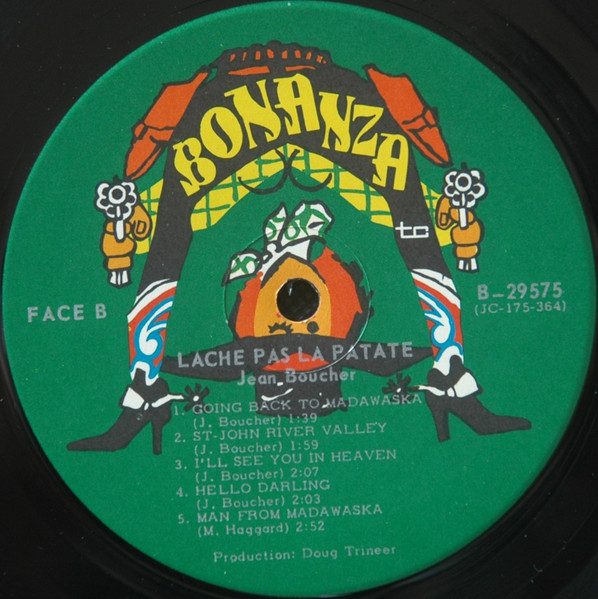 BONANZA
tc
FACE B
B-29575
(JC-175-364)
LACHE PAS LA PATATE
Jean Boucher
1. GOING BACK TO MADAWASKA
(J. Boucher) 1:39
2. ST-JOHN RIVER VALLEY
(J. Boucher) 1:59
3. I'LL SEE YOU IN HEAVEN
(J. Boucher) 2:07
4. HELLO DARLING
(J. Boucher) 2:03
5. MAN FROM MADAWASKA
(M. Haggard) 2:52
Production: Doug Trineer